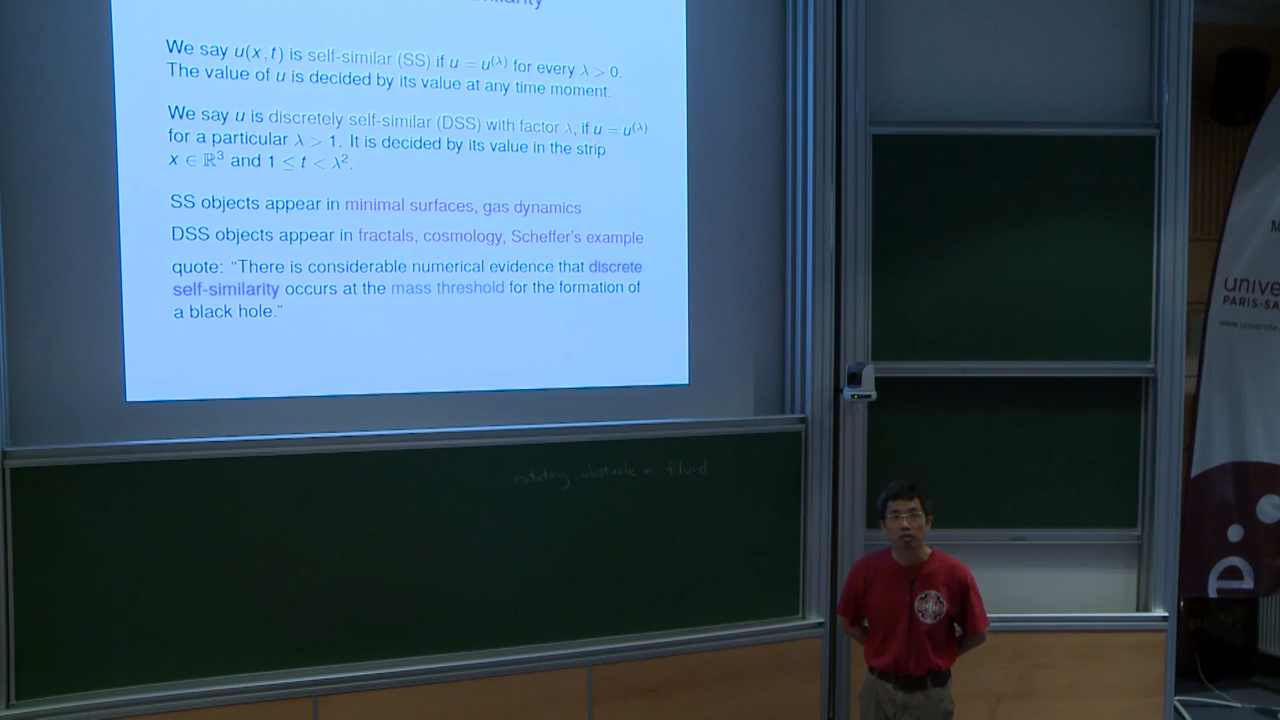 We say u(x, t) is self-similar (SS) if u = u^(λ) for every λ > 0.
The value of u is decided by its value at any time moment.
We say u is discretely self-similar (DSS) with factor λ, if u = u^(λ)
for a particular λ > 1. It is decided by its value in the strip
x ∈ ℝ³ and 1 ≤ t < λ².
SS objects appear in minimal surfaces, gas dynamics
DSS objects appear in fractals, cosmology, Scheffer's example
quote: "There is considerable numerical evidence that discrete
self-similarity occurs at the mass threshold for the formation of
a black hole."
rotating obstacle in fluid
unive
PARIS-SA